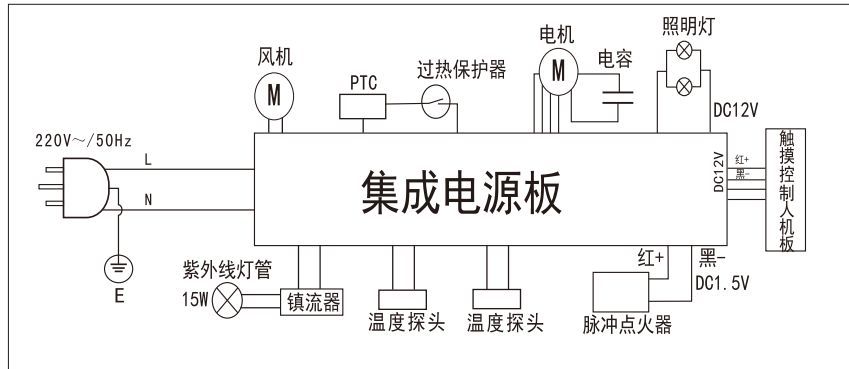 照明灯
电机
风机
电容
过热保护器
PTC
M
M
DC12V
220V～/50Hz
L
N
集成电源板
DC12V
红+
黑-
触摸控制人机板
E
紫外线灯管
15W
镇流器
温度探头
温度探头
红+
黑-
DC1.5V
脉冲点火器